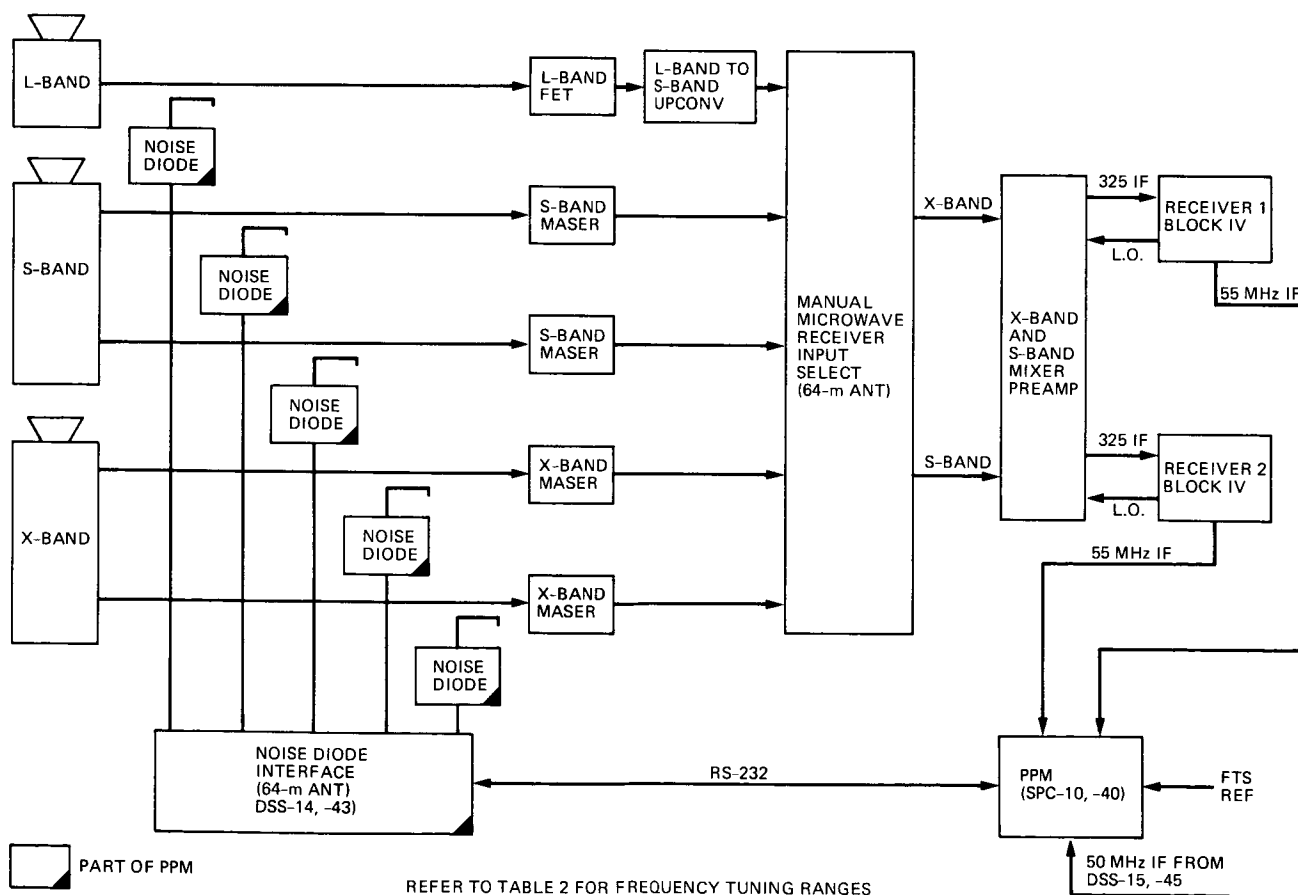 L-BAND
L-BAND
FET
L-BAND TO
S-BAND
UPCONV
NOISE
DIODE
S-BAND
S-BAND
MASER
NOISE
DIODE
S-BAND
MASER
NOISE
DIODE
X-BAND
X-BAND
MASER
NOISE
DIODE
X-BAND
MASER
NOISE
DIODE
MANUAL
MICROWAVE
RECEIVER
INPUT
SELECT
(64-m ANT)
X-BAND
S-BAND
X-BAND
AND
S-BAND
MIXER
PREAMP
325 IF
L.O.
RECEIVER 1
BLOCK IV
55 MHz IF
325 IF
L.O.
RECEIVER 2
BLOCK IV
55 MHz IF
NOISE DIODE
INTERFACE
(64-m ANT)
DSS-14, -43)
RS-232
PPM
(SPC-10, -40)
FTS
REF
50 MHz IF FROM
DSS-15, -45
PART OF PPM
REFER TO TABLE 2 FOR FREQUENCY TUNING RANGES